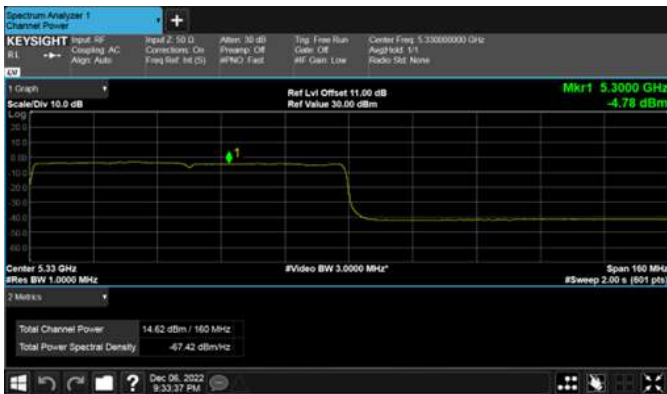 Spectrum Analyzer 1
Channel Power
KEYSIGHT Input: RF Input Z: 50 Ω Atten: 30 dB Trig: Free Run Center Freq: 5.330000000 GHz
RL Coupling: AC Corrections: On Preamp: Off Gate: Off Avg|Hold: 1/1
Align: Auto Freq Ref: Int (S) #PNO: Fast #IF Gain: Low Radio Std: None
1 Graph
Ref Lvl Offset 11.00 dB
Mkr1 5.3000 GHz
Scale/Div 10.0 dB
Ref Value 30.00 dBm
-4.78 dBm
Log
20.0
10.0
0.00
1
-10.0
-20.0
-30.0
-40.0
-50.0
-60.0
Center 5.33 GHz
#Video BW 3.0000 MHz*
Span 160 MHz
#Res BW 1.0000 MHz
#Sweep 2.00 s (601 pts)
2 Metrics
Total Channel Power 14.62 dBm / 160 MHz
Total Power Spectral Density -67.42 dBm/Hz
?
Dec 06, 2022
9:33:37 PM